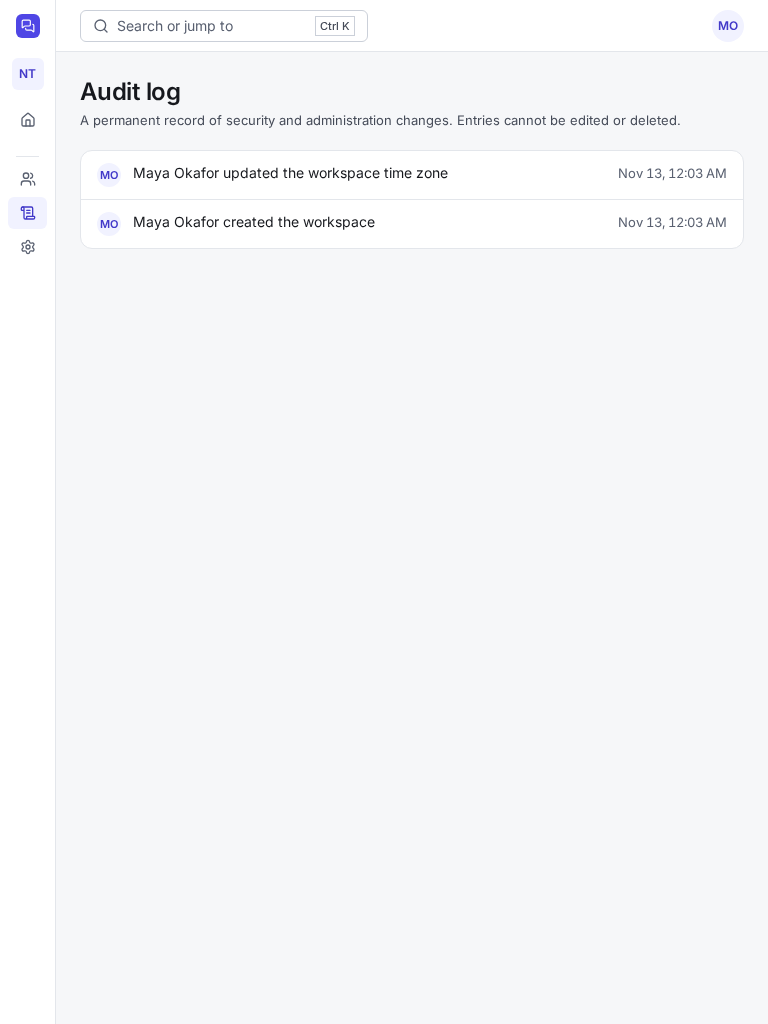 Search or jump to Ctrl K MO
NT
Audit log
A permanent record of security and administration changes. Entries cannot be edited or deleted.
MO Maya Okafor updated the workspace time zone Nov 13, 12:03 AM
MO Maya Okafor created the workspace Nov 13, 12:03 AM